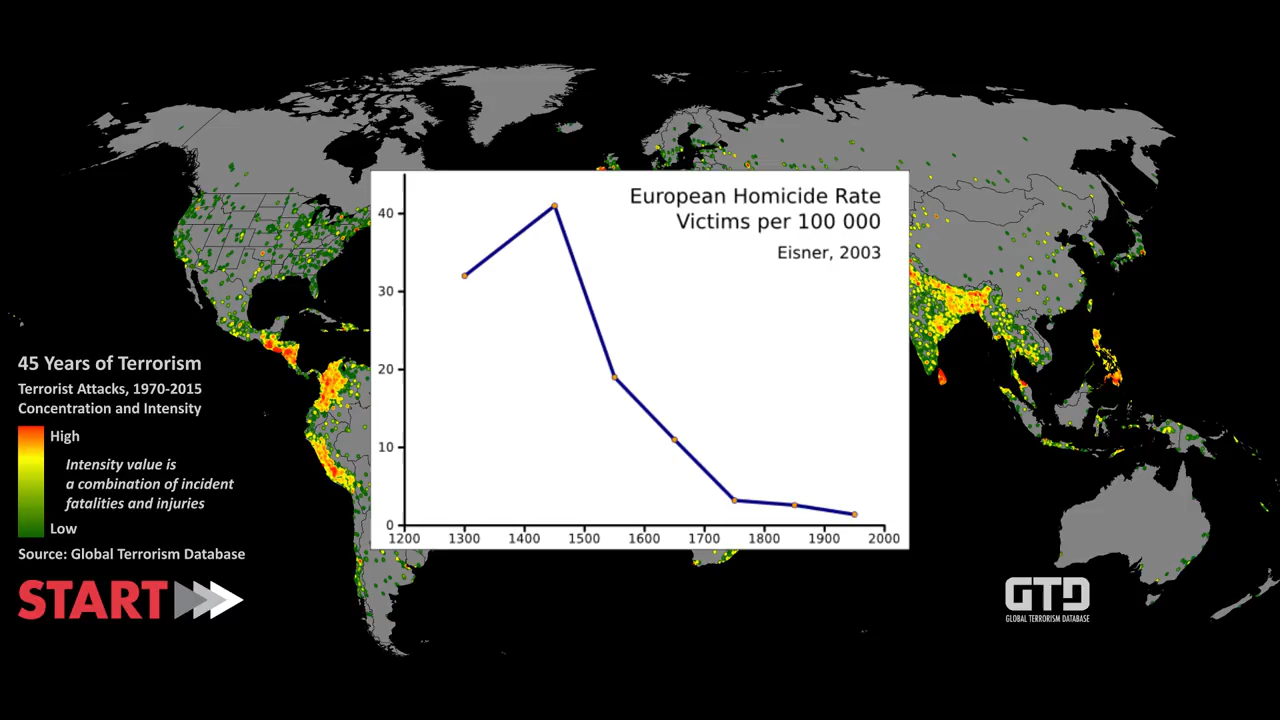 European Homicide Rate
Victims per 100 000
Eisner, 2003
40
30
20
10
0
1200 1300 1400 1500 1600 1700 1800 1900 2000
45 Years of Terrorism
Terrorist Attacks, 1970-2015
Concentration and Intensity
High
Intensity value is
a combination of incident
fatalities and injuries
Low
Source: Global Terrorism Database
START
GTD
GLOBAL TERRORISM DATABASE